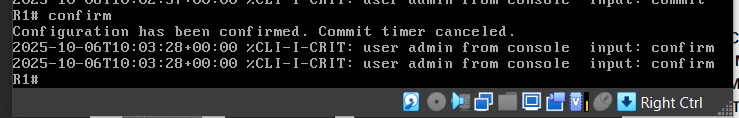 2025-10-06T10:02:57+00:00 %CLI-I-CRIT: user admin from console  input: commit
R1# confirm
Configuration has been confirmed. Commit timer canceled.
2025-10-06T10:03:28+00:00 %CLI-I-CRIT: user admin from console  input: confirm
2025-10-06T10:03:28+00:00 %CLI-I-CRIT: user admin from console  input: confirm
R1#
Right Ctrl